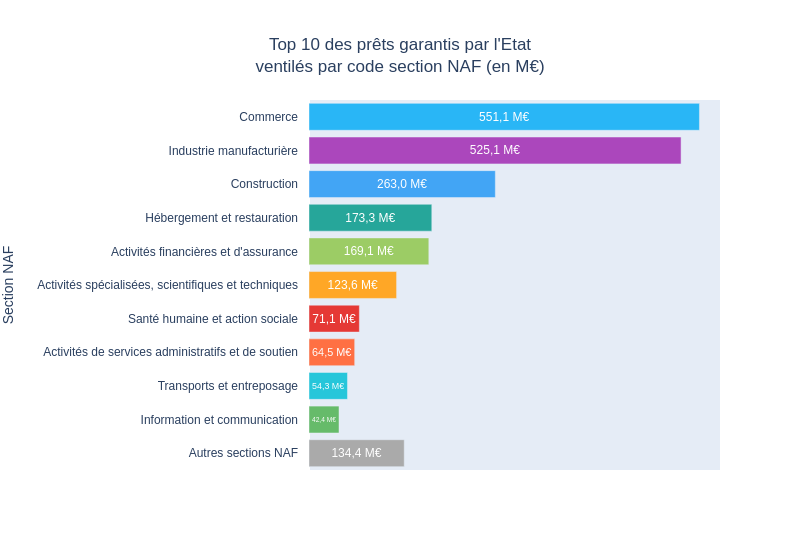 Top 10 des prêts garantis par l'Etat
ventilés par code section NAF (en M€)
Section NAF
Commerce 551,1 M€
Industrie manufacturière 525,1 M€
Construction 263,0 M€
Hébergement et restauration 173,3 M€
Activités financières et d'assurance 169,1 M€
Activités spécialisées, scientifiques et techniques 123,6 M€
Santé humaine et action sociale 71,1 M€
Activités de services administratifs et de soutien 64,5 M€
Transports et entreposage 54,3 M€
Information et communication 42,4 M€
Autres sections NAF 134,4 M€